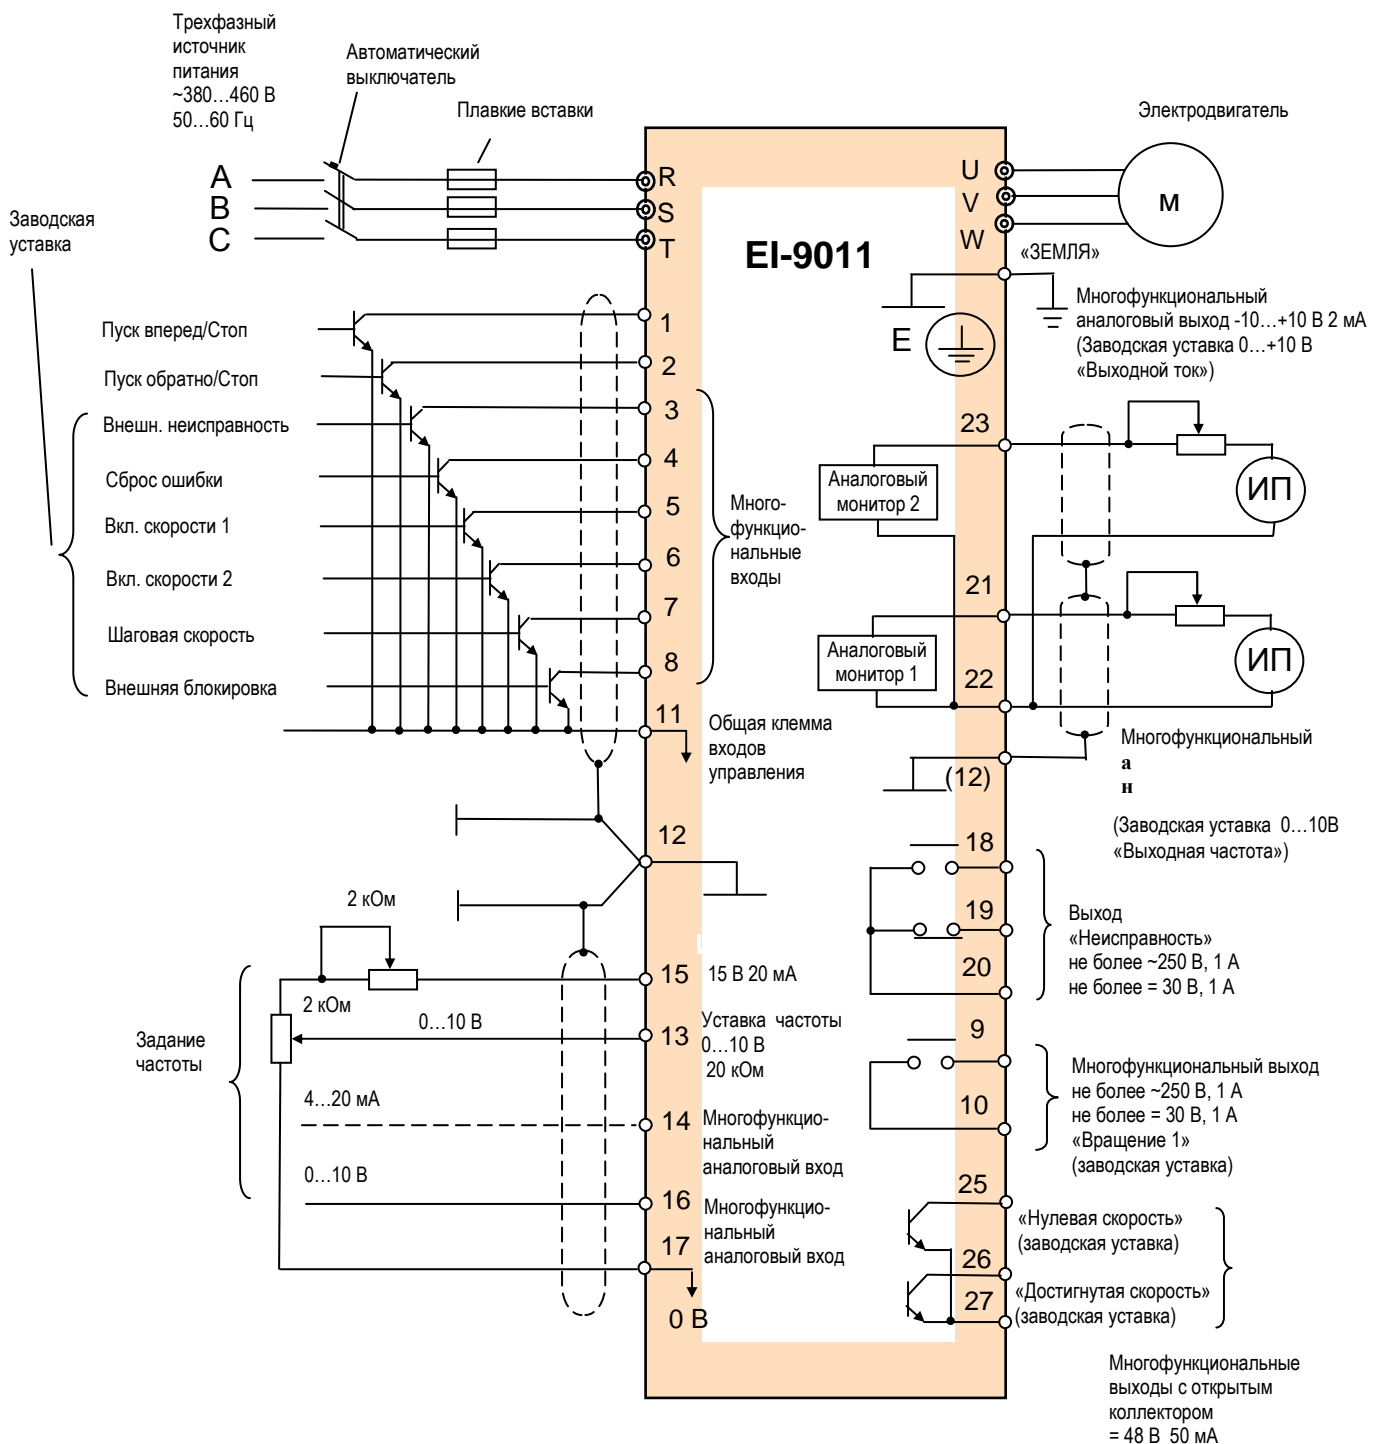 Трехфазный
источник
питания
~380...460 В
50...60 Гц
Автоматический
выключатель
Плавкие вставки
Электродвигатель
A
B
C
R
S
T
U
V
W
м
EI-9011
Заводская
уставка
«ЗЕМЛЯ»
E
Многофункциональный
аналоговый выход -10...+10 В 2 мА
(Заводская уставка 0...+10 В
«Выходной ток»)
Пуск вперед/Стоп
1
Пуск обратно/Стоп
2
Внешн. неисправность
3
Сброс ошибки
4
Вкл. скорости 1
5
Вкл. скорости 2
6
Шаговая скорость
7
Внешняя блокировка
8
Много-
функцио-
нальные
входы
11
Общая клемма
входов
управления
23
Аналоговый
монитор 2
ИП
21
Аналоговый
монитор 1
22
ИП
(12)
Многофункциональный
а
н
(Заводская уставка 0...10В
«Выходная частота»)
12
2 кОм
2 кОм
Задание
частоты
15
15 В 20 мА
0...10 В
13
Уставка частоты
0...10 В
20 кОм
4...20 мА
14
Многофункцио-
нальный
аналоговый вход
0...10 В
16
Многофункцио-
нальный
аналоговый вход
17
0 В
18
19
20
Выход
«Неисправность»
не более ~250 В, 1 А
не более = 30 В, 1 А
9
10
Многофункциональный выход
не более ~250 В, 1 А
не более = 30 В, 1 А
«Вращение 1»
(заводская уставка)
25
«Нулевая скорость»
(заводская уставка)
26
27
«Достигнутая скорость»
(заводская уставка)
Многофункциональные
выходы с открытым
коллектором
= 48 В 50 мА